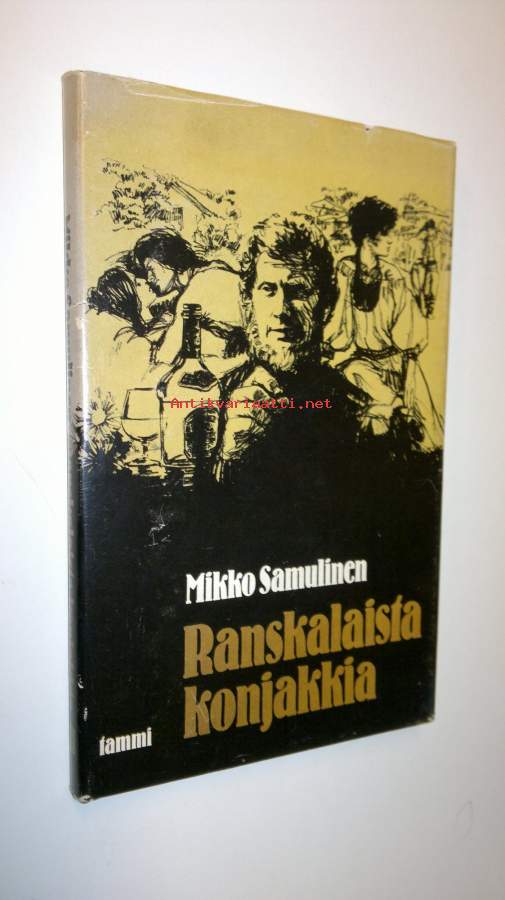 Antikvariaatti.net
Mikko Samulinen
Ranskalaista
konjakkia
tammi